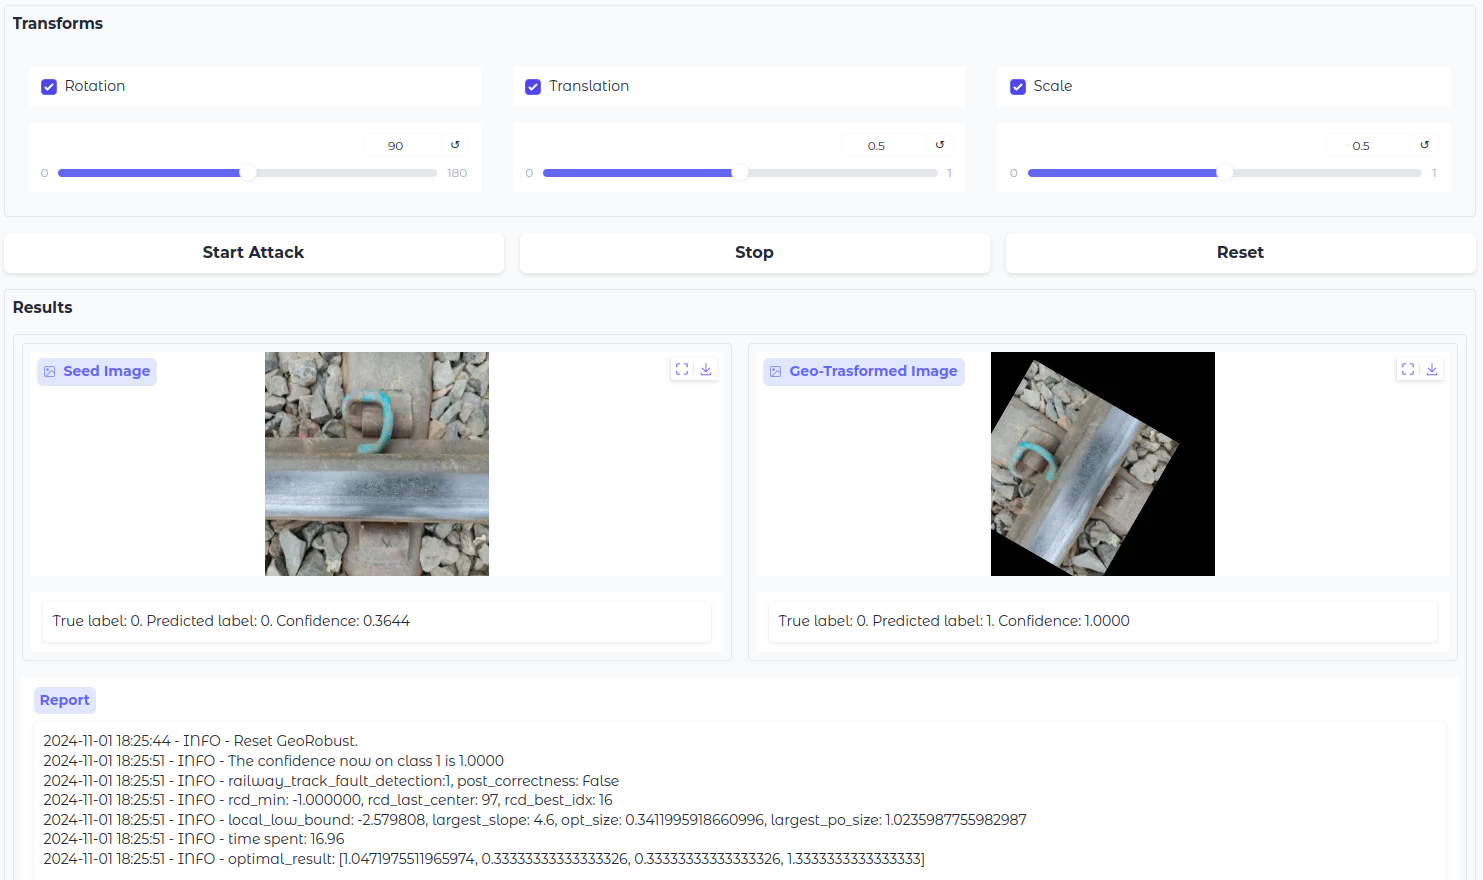 Transforms
Rotation
Translation
Scale
90 ↺
0 180
0.5 ↺
0 1
0.5 ↺
0 1
Start Attack
Stop
Reset
Results
Seed Image
Geo-Trasformed Image
True label: 0. Predicted label: 0. Confidence: 0.3644
True label: 0. Predicted label: 1. Confidence: 1.0000
Report
2024-11-01 18:25:44 - INFO - Reset GeoRobust.
2024-11-01 18:25:51 - INFO - The confidence now on class 1 is 1.0000
2024-11-01 18:25:51 - INFO - railway_track_fault_detection:1, post_correctness: False
2024-11-01 18:25:51 - INFO - rcd_min: -1.000000, rcd_last_center: 97, rcd_best_idx: 16
2024-11-01 18:25:51 - INFO - local_low_bound: -2.579808, largest_slope: 4.6, opt_size: 0.3411995918660996, largest_po_size: 1.0235987755982987
2024-11-01 18:25:51 - INFO - time spent: 16.96
2024-11-01 18:25:51 - INFO - optimal_result: [1.0471975511965974, 0.33333333333333326, 0.33333333333333326, 1.3333333333333333]